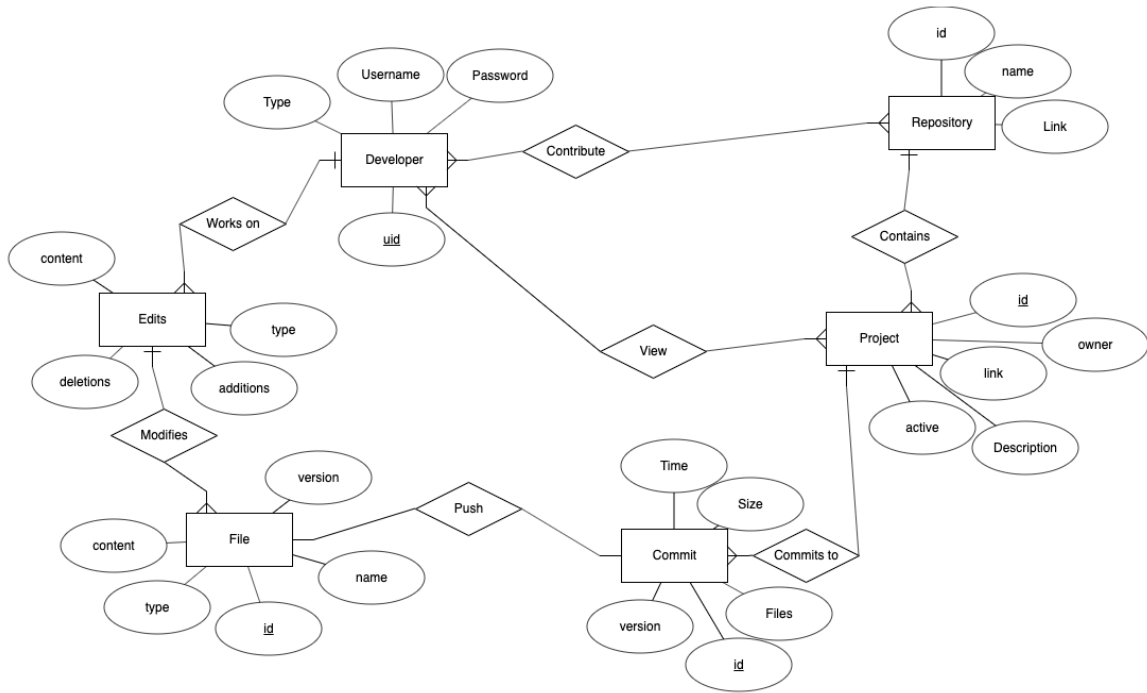 id
Username
Password
name
Type
Repository
Link
Developer
Contribute
Works on
uid
Contains
content
id
Edits
type
View
Project
owner
link
deletions
additions
active
Modifies
Description
Time
version
Size
Push
content
File
Commit
Commits to
name
type
Files
version
id
id